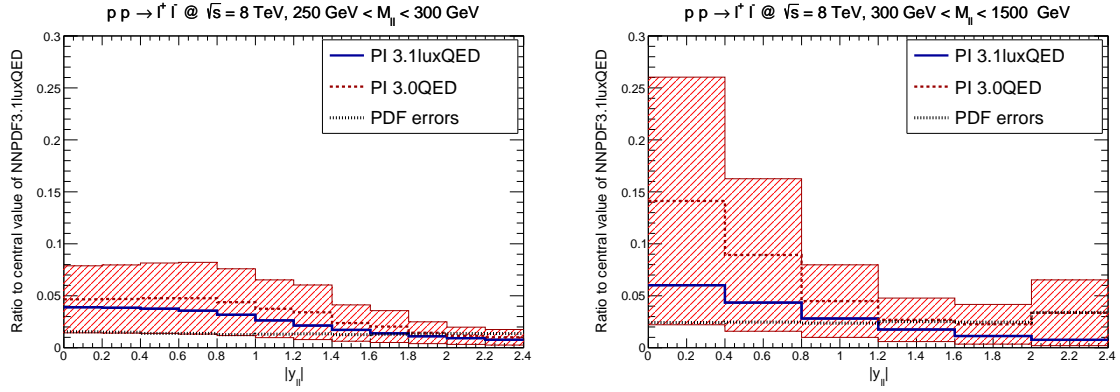 p p → l⁺ l⁻ @ √s = 8 TeV, 250 GeV < M_ll < 300 GeV
Ratio to central value of NNPDF3.1luxQED
0.3
0.25
0.2
0.15
0.1
0.05
0
PI 3.1luxQED
PI 3.0QED
PDF errors
0 0.2 0.4 0.6 0.8 1 1.2 1.4 1.6 1.8 2 2.2 2.4
|y_ll|
p p → l⁺ l⁻ @ √s = 8 TeV, 300 GeV < M_ll < 1500 GeV
Ratio to central value of NNPDF3.1luxQED
0.3
0.25
0.2
0.15
0.1
0.05
0
PI 3.1luxQED
PI 3.0QED
PDF errors
0 0.2 0.4 0.6 0.8 1 1.2 1.4 1.6 1.8 2 2.2 2.4
|y_ll|